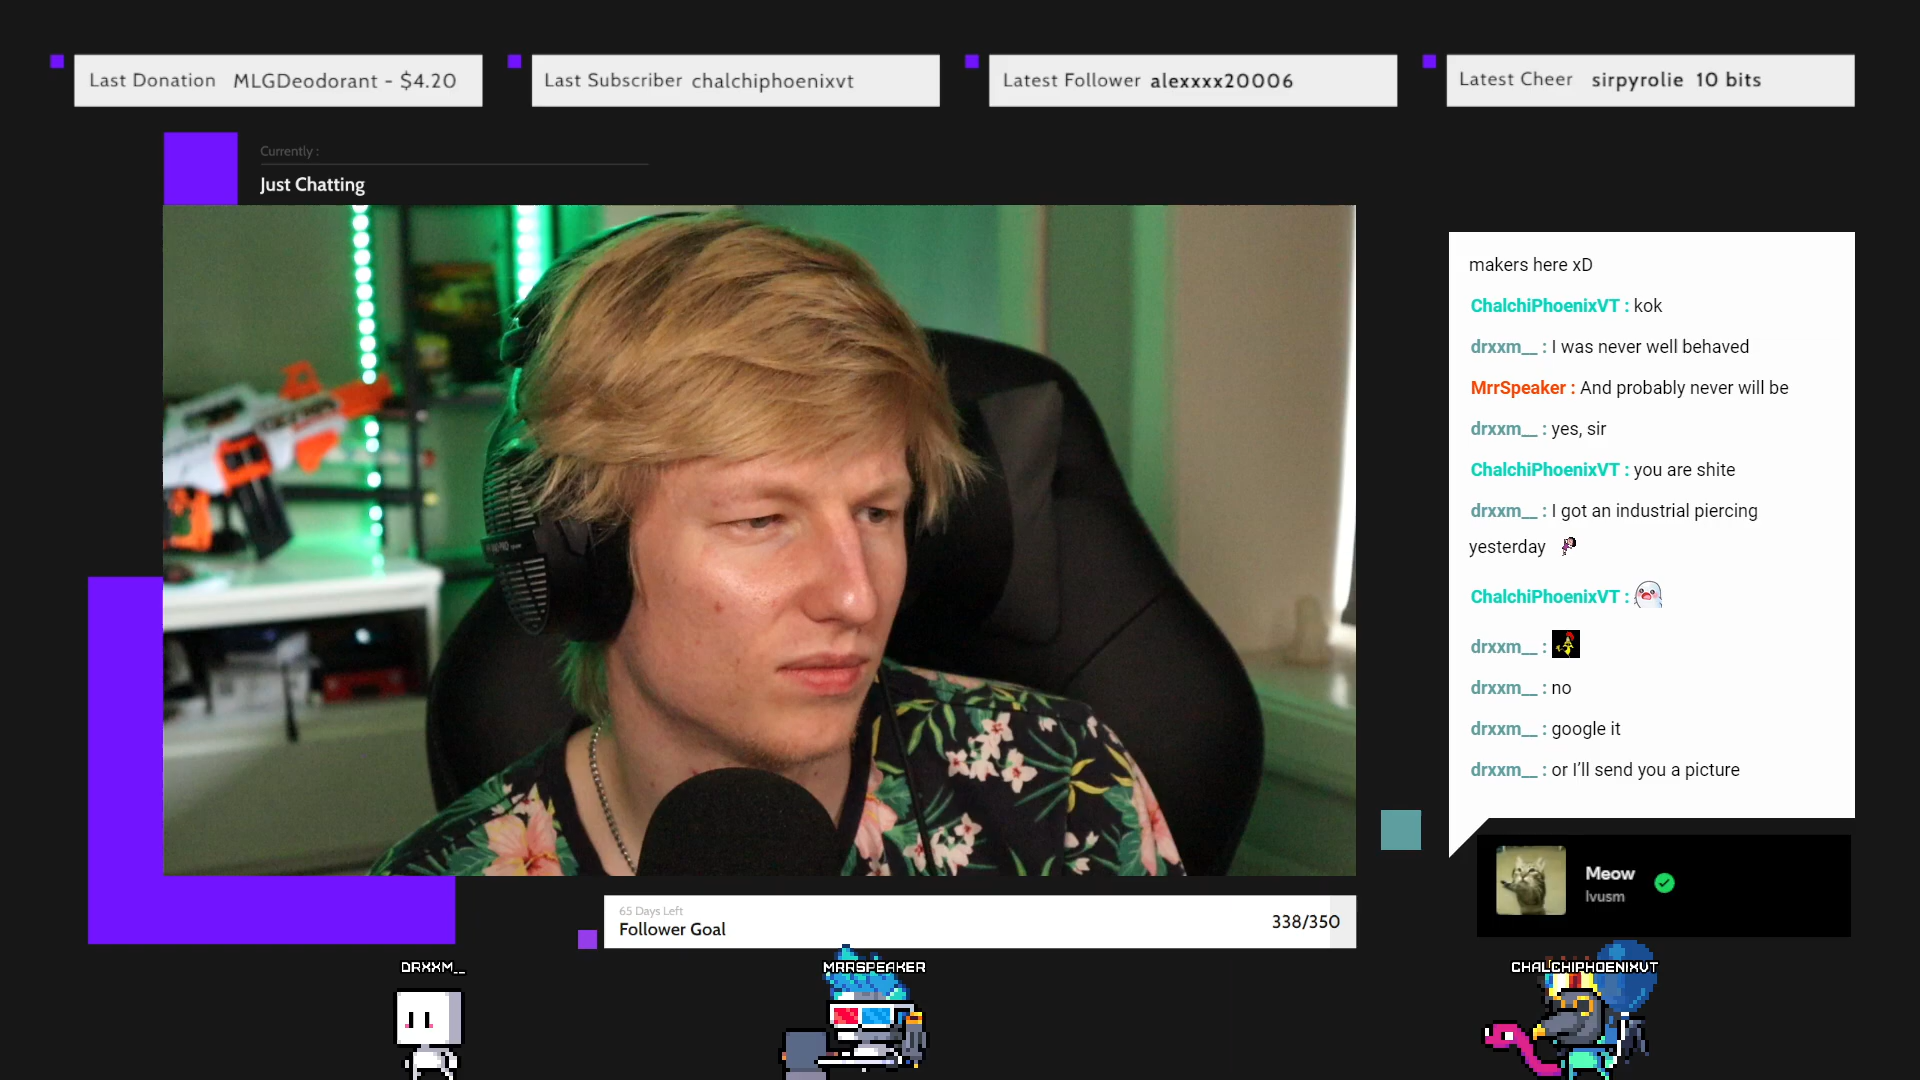 Last Donation MLGDeodorant - $4.20
Last Subscriber chalchiphoenixvt
Latest Follower alexxxx20006
Latest Cheer sirpyrolie 10 bits
Currently :
Just Chatting
makers here xD
ChalchiPhoenixVT : kok
drxxm__ : I was never well behaved
MrrSpeaker : And probably never will be
drxxm__ : yes, sir
ChalchiPhoenixVT : you are shite
drxxm__ : I got an industrial piercing
yesterday
ChalchiPhoenixVT :
drxxm__ :
drxxm__ : no
drxxm__ : google it
drxxm__ : or I’ll send you a picture
Meow
lvusm
65 Days Left
Follower Goal
338/350
DRXXM__
MRRSPEAKER
CHALCHIPHOENIXVT